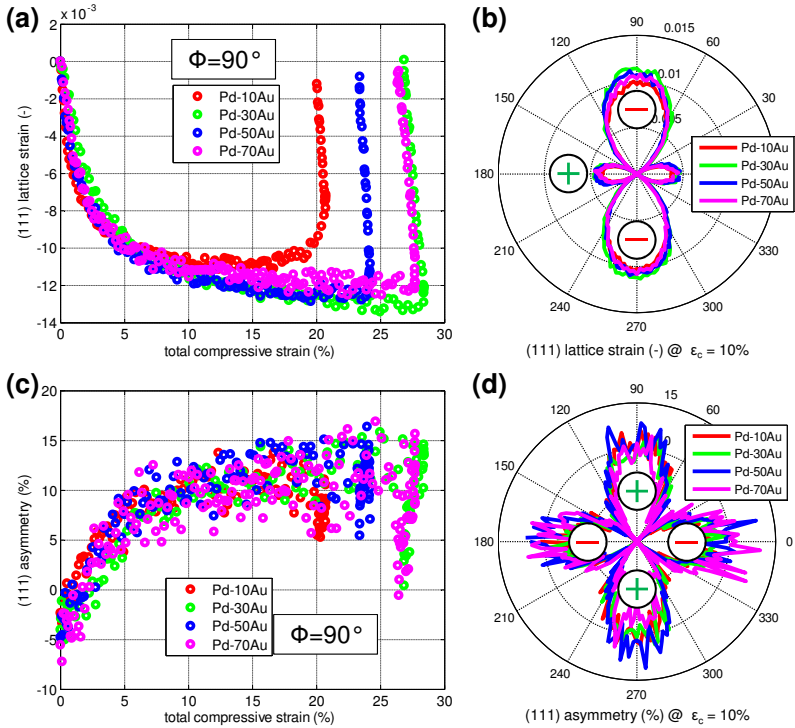 (a)
x 10⁻³
2
0
-2
-4
-6
-8
-10
-12
-14
0 5 10 15 20 25 30
(111) lattice strain (-)
total compressive strain (%)
Φ=90°
Pd-10Au
Pd-30Au
Pd-50Au
Pd-70Au
(b)
90
0.015
120 60
0.01
150 30
180
210 330
240 300
270
+
−
−
Pd-10Au
Pd-30Au
Pd-50Au
Pd-70Au
(111) lattice strain (-) @ εc = 10%
(c)
20
15
10
5
0
-5
-10
0 5 10 15 20 25 30
(111) asymmetry (%)
total compressive strain (%)
Pd-10Au
Pd-30Au
Pd-50Au
Pd-70Au
Φ=90°
(d)
90
15
120 60
150
180 0
210 330
240 300
270
+
− −
+
Pd-10Au
Pd-30Au
Pd-50Au
Pd-70Au
(111) asymmetry (%) @ εc = 10%